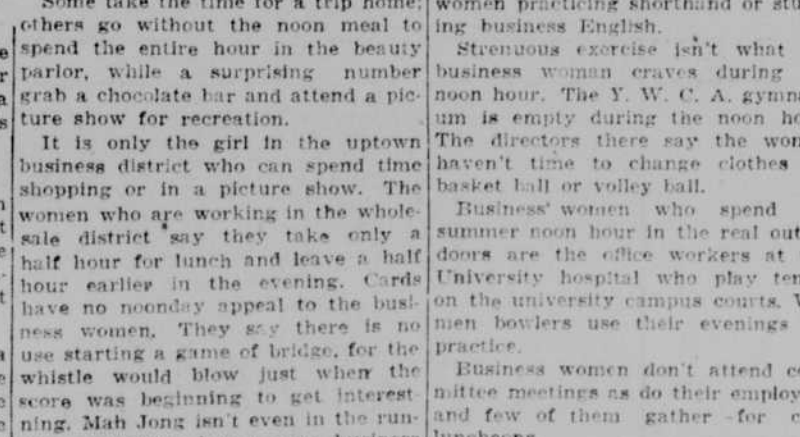 Some take the time for a trip home;
others go without the noon meal to
spend the entire hour in the beauty
parlor, while a surprising number
grab a chocolate bar and attend a pic-
ture show for recreation.
It is only the girl in the uptown
business district who can spend time
shopping or in a picture show. The
women who are working in the whole-
sale district say they take only a
half hour for lunch and leave a half
hour earlier in the evening. Cards
have no noonday appeal to the busi-
ness women. They say there is no
use starting a game of bridge, for the
whistle would blow just when the
score was beginning to get interest-
ning. Mah Jong isn't even in the run-
business
women practicing shorthand or stu
ing business English.
Strenuous exercise isn't what
business woman craves during
noon hour. The Y. W. C. A. gymna
um is empty during the noon ho
The directors there say the wom
haven't time to change clothes
basket ball or volley ball.
Business' women who spend
summer noon hour in the real out
doors are the office workers at
University hospital who play ten
on the university campus courts. W
men bowlers use their evenings
practice.
Business women don't attend co
mittee meetings as do their employ
and few of them gather for c
luncheons.